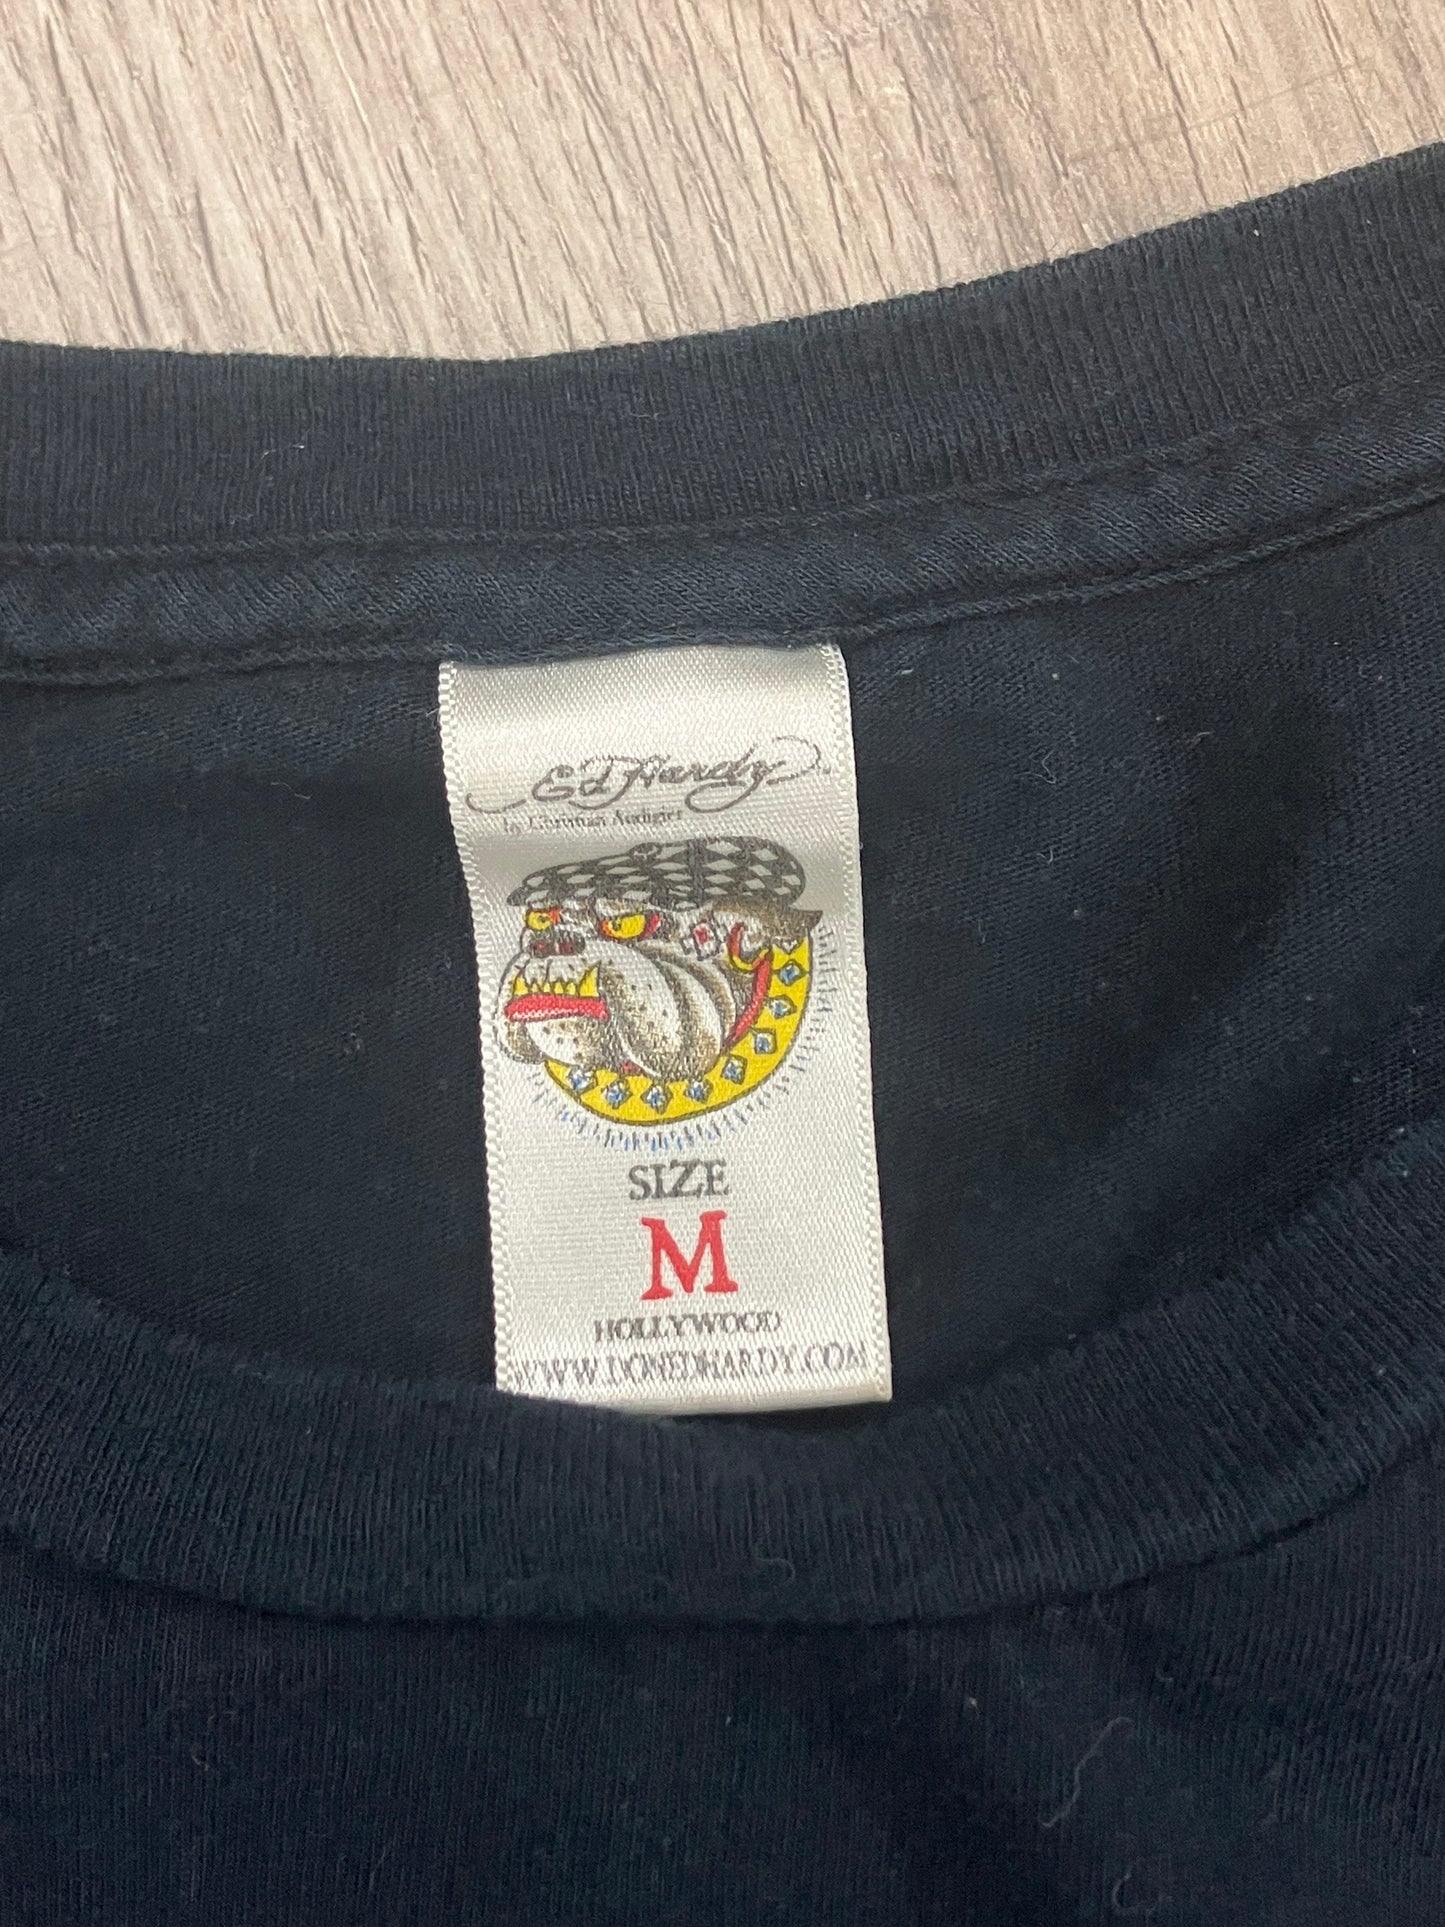 Ed Hardy
by Christian Audigier
SIZE
M
HOLLYWOOD
WWW.DONEDHARDY.COM